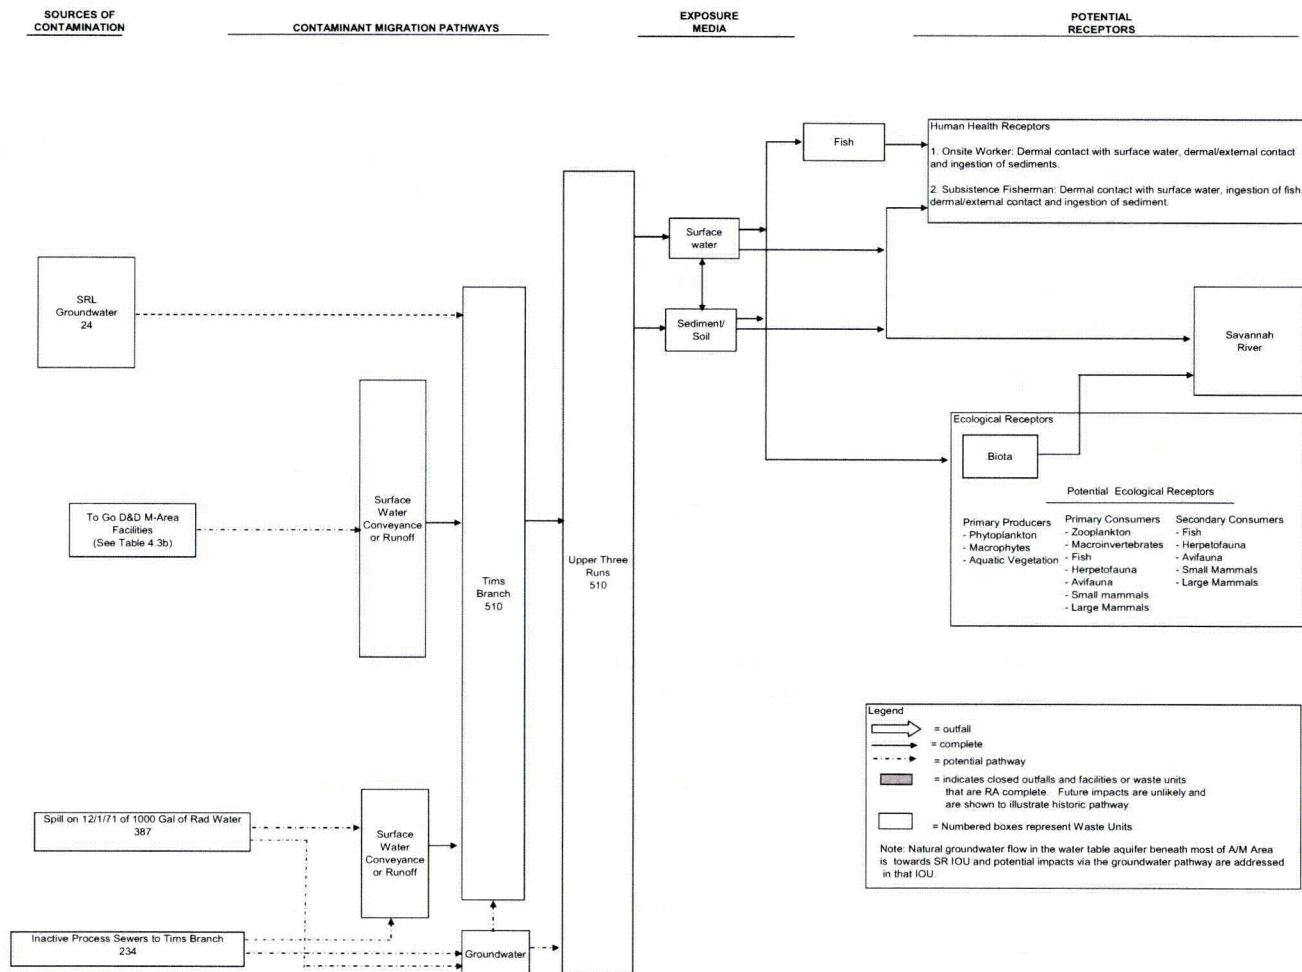 SOURCES OF
CONTAMINATION
CONTAMINANT MIGRATION PATHWAYS
EXPOSURE
MEDIA
POTENTIAL
RECEPTORS
Fish
Human Health Receptors
1. Onsite Worker: Dermal contact with surface water, dermal/external contact
and ingestion of sediments.
2. Subsistence Fisherman: Dermal contact with surface water, ingestion of fish,
dermal/external contact and ingestion of sediment.
Surface
water
Sediment/
Soil
Savannah
River
SRL
Groundwater
24
To Go D&D M-Area
Facilities
(See Table 4.3b)
Surface
Water
Conveyance
or Runoff
Tims
Branch
510
Upper Three
Runs
510
Ecological Receptors
Biota
Potential Ecological Receptors
Primary Producers
- Phytoplankton
- Macrophytes
- Aquatic Vegetation
Primary Consumers
- Zooplankton
- Macroinvertebrates
- Fish
- Herpetofauna
- Avifauna
- Small mammals
- Large Mammals
Secondary Consumers
- Fish
- Herpetofauna
- Avifauna
- Small Mammals
- Large Mammals
Spill on 12/1/71 of 1000 Gal of Rad Water
387
Surface
Water
Conveyance
or Runoff
Inactive Process Sewers to Tims Branch
234
Groundwater
Legend
= outfall
= complete
= potential pathway
= indicates closed outfalls and facilities or waste units
that are RA complete. Future impacts are unlikely and
are shown to illustrate historic pathway.
= Numbered boxes represent Waste Units
Note: Natural groundwater flow in the water table aquifer beneath most of A/M Area
is towards SR IOU and potential impacts via the groundwater pathway are addressed
in that IOU.